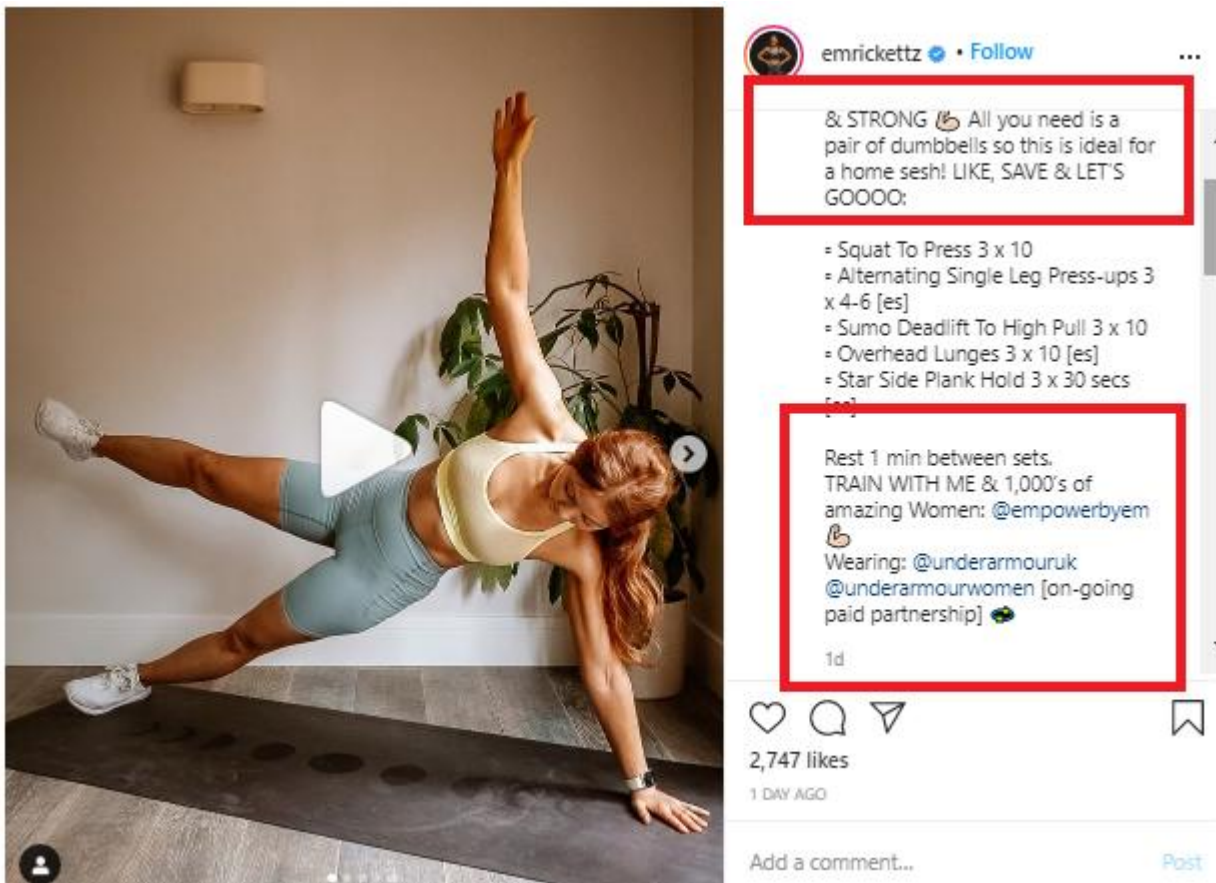 emrickettz • Follow
...
& STRONG 💪 All you need is a
pair of dumbbells so this is ideal for
a home sesh! LIKE, SAVE & LET'S
GOOOO:
▫ Squat To Press 3 x 10
▫ Alternating Single Leg Press-ups 3
x 4-6 [es]
▫ Sumo Deadlift To High Pull 3 x 10
▫ Overhead Lunges 3 x 10 [es]
▫ Star Side Plank Hold 3 x 30 secs
[es]
Rest 1 min between sets.
TRAIN WITH ME & 1,000's of
amazing Women: @empowerbyem
💪
Wearing: @underarmouruk
@underarmourwomen [on-going
paid partnership]
1d
2,747 likes
1 DAY AGO
Add a comment... Post